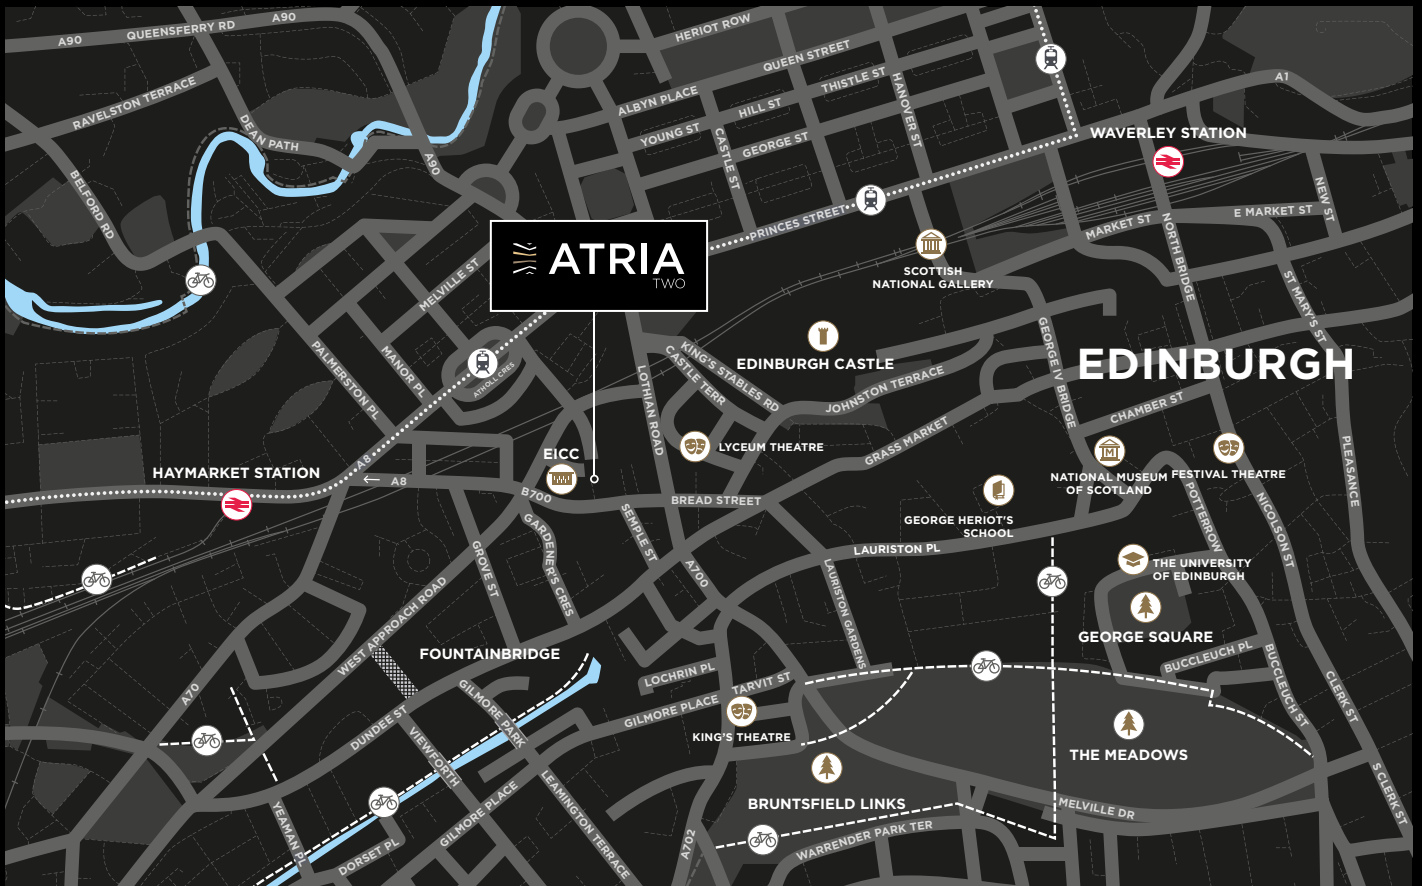 A90
QUEENSFERRY RD
A90
HERIOT ROW
QUEEN STREET
THISTLE ST
HANOVER ST
A1
RAVELSTON TERRACE
ALBYN PLACE
HILL ST
DEAN PATH
YOUNG ST
CASTLE ST
GEORGE ST
WAVERLEY STATION
A90
BELFORD RD
NEW ST
PRINCES STREET
E MARKET ST
MARKET ST
NORTH BRIDGE
ATRIA
TWO
MELVILLE ST
SCOTTISH
NATIONAL GALLERY
ST MARY'S ST
PALMERSTON PL
MANOR PL
ATHOLL CRES
LOTHIAN ROAD
KING'S STABLES RD
CASTLE TERR
EDINBURGH CASTLE
JOHNSTON TERRACE
GEORGE IV BRIDGE
EDINBURGH
CHAMBER ST
GRASS MARKET
LYCEUM THEATRE
PLEASANCE
HAYMARKET STATION
A8
A8
EICC
B700
BREAD STREET
NATIONAL MUSEUM
OF SCOTLAND
FESTIVAL THEATRE
POTTERROW
NICOLSON ST
GEORGE HERIOT'S
SCHOOL
GARDENER'S CRES
SEMPLE ST
GROVE ST
A700
LAURISTON PL
LAURISTON GARDENS
THE UNIVERSITY
OF EDINBURGH
WEST APPROACH ROAD
GEORGE SQUARE
FOUNTAINBRIDGE
BUCCLEUCH PL
BUCCLEUCH ST
CLERK ST
A70
LOCHRIN PL
TARVIT ST
GILMORE PARK
GILMORE PLACE
DUNDEE ST
VIEWFORTH
KING'S THEATRE
THE MEADOWS
S CLERK ST
LEAMINGTON TERRACE
BRUNTSFIELD LINKS
MELVILLE DR
YEAMAN PL
DORSET PL
GILMORE PLACE
A702
WARRENDER PARK TER